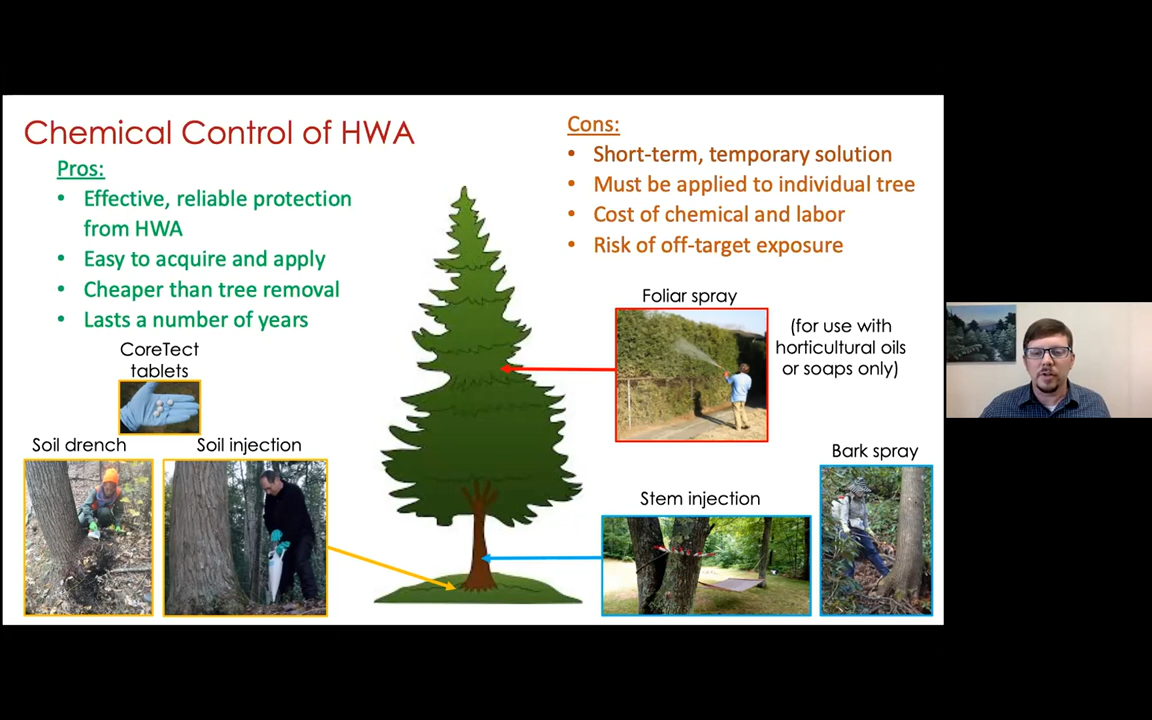 Chemical Control of HWA
Pros:
• Effective, reliable protection
from HWA
• Easy to acquire and apply
• Cheaper than tree removal
• Lasts a number of years
Cons:
• Short-term, temporary solution
• Must be applied to individual tree
• Cost of chemical and labor
• Risk of off-target exposure
Foliar spray
(for use with
horticultural oils
or soaps only)
CoreTect
tablets
Soil drench
Soil injection
Stem injection
Bark spray